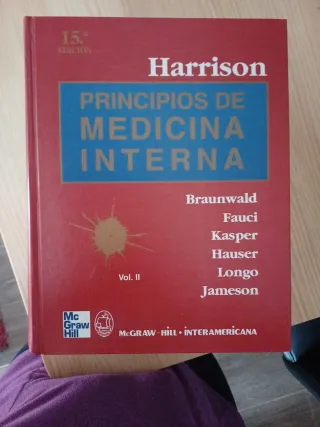 15.ª
EDICIÓN
Harrison
PRINCIPIOS DE
MEDICINA
INTERNA
Braunwald
Fauci
Kasper
Hauser
Longo
Jameson
Vol. II
Mc
Graw
Hill
McGRAW-HILL • INTERAMERICANA